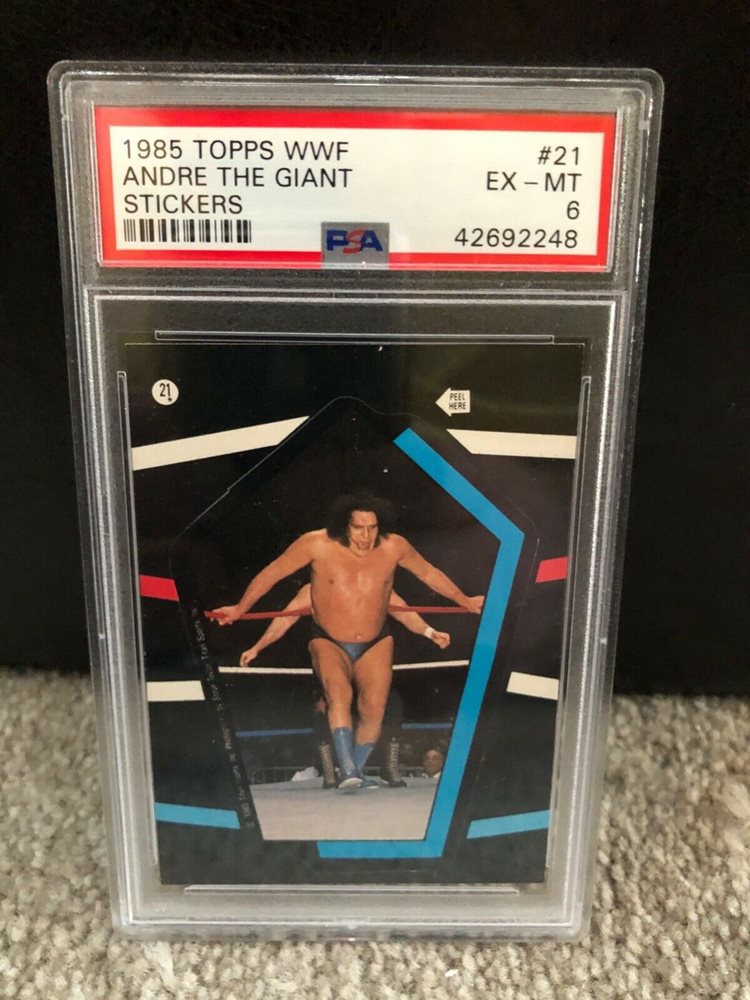 1985 TOPPS WWF
ANDRE THE GIANT
STICKERS
#21
EX – MT
6
PSA
42692248
21
PEEL
HERE